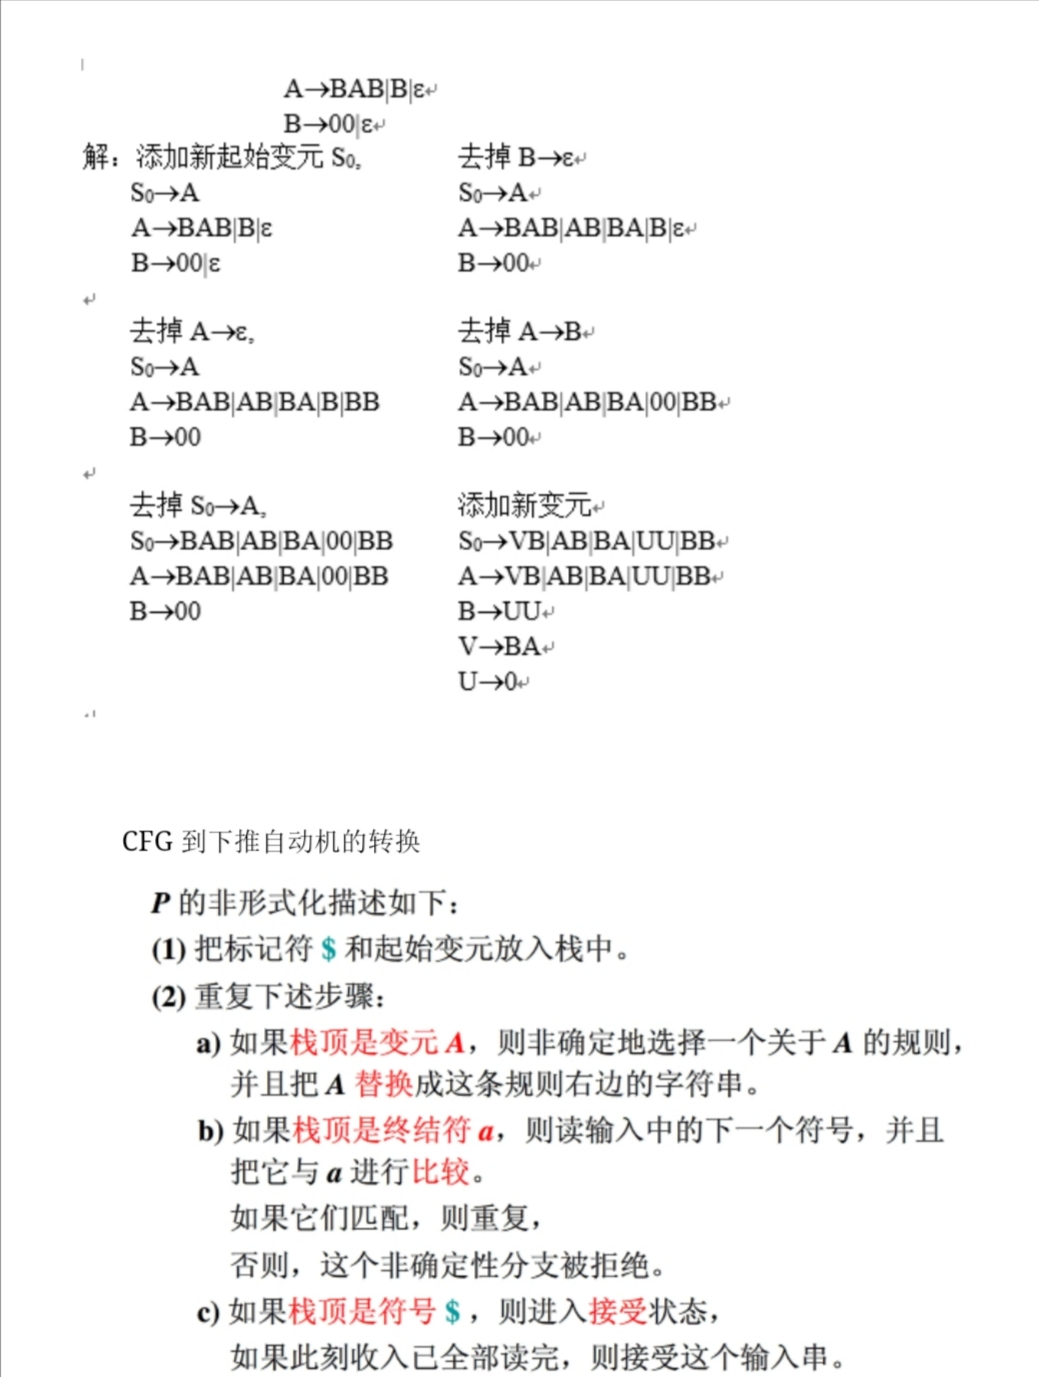 A→BAB|B|ε
B→00|ε
解：添加新起始变元 S₀, 去掉 B→ε
S₀→A S₀→A
A→BAB|B|ε A→BAB|AB|BA|B|ε
B→00|ε B→00
去掉 A→ε, 去掉 A→B
S₀→A S₀→A
A→BAB|AB|BA|B|BB A→BAB|AB|BA|00|BB
B→00 B→00
去掉 S₀→A, 添加新变元
S₀→BAB|AB|BA|00|BB S₀→VB|AB|BA|UU|BB
A→BAB|AB|BA|00|BB A→VB|AB|BA|UU|BB
B→00 B→UU
V→BA
U→0
CFG 到下推自动机的转换
P 的非形式化描述如下：
(1) 把标记符 $ 和起始变元放入栈中。
(2) 重复下述步骤：
a) 如果栈顶是变元 A，则非确定地选择一个关于 A 的规则，
并且把 A 替换成这条规则右边的字符串。
b) 如果栈顶是终结符 a，则读输入中的下一个符号，并且
把它与 a 进行比较。
如果它们匹配，则重复，
否则，这个非确定性分支被拒绝。
c) 如果栈顶是符号 $ ，则进入接受状态，
如果此刻收入已全部读完，则接受这个输入串。